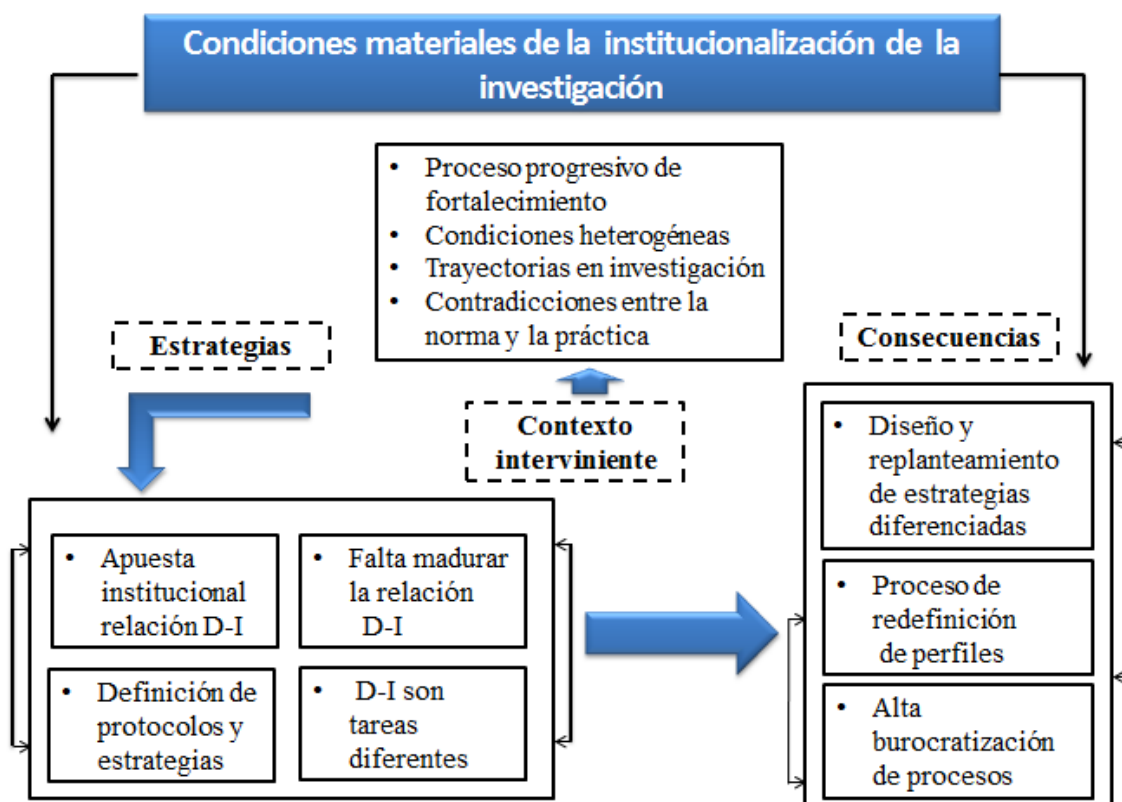 Condiciones materiales de la institucionalización de la
investigación
• Proceso progresivo de
fortalecimiento
• Condiciones heterogéneas
• Trayectorias en investigación
• Contradicciones entre la
norma y la práctica
Estrategias
Contexto
interviniente
Consecuencias
• Apuesta
institucional
relación D-I
• Falta madurar
la relación
D-I
• Definición de
protocolos y
estrategias
• D-I son
tareas
diferentes
• Diseño y
replanteamiento
de estrategias
diferenciadas
• Proceso de
redefinición
de perfiles
• Alta
burocratización
de procesos